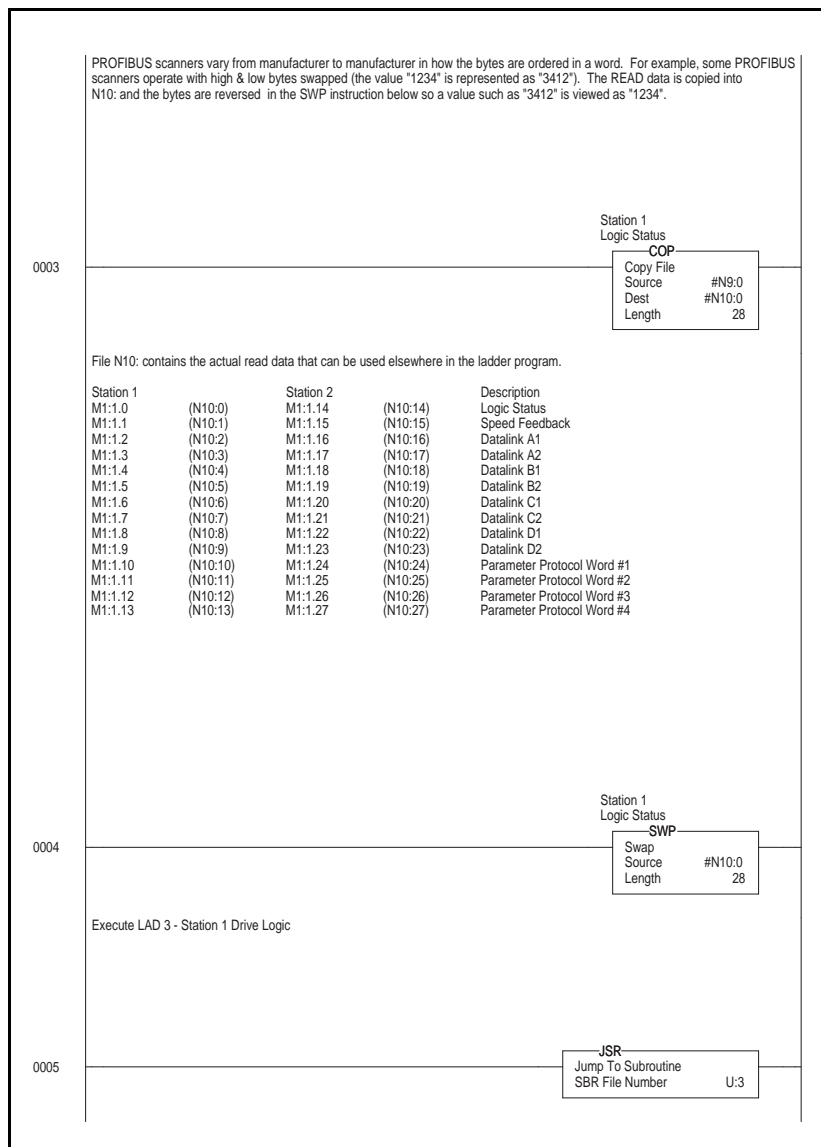 PROFIBUS scanners vary from manufacturer to manufacturer in how the bytes are ordered in a word. For example, some PROFIBUS
scanners operate with high & low bytes swapped (the value "1234" is represented as "3412"). The READ data is copied into
N10: and the bytes are reversed in the SWP instruction below so a value such as "3412" is viewed as "1234".
Station 1
Logic Status
COP
0003
Copy File
Source #N9:0
Dest #N10:0
Length 28
File N10: contains the actual read data that can be used elsewhere in the ladder program.
Station 1 Station 2 Description
M1:1.0 (N10:0) M1:1.14 (N10:14) Logic Status
M1:1.1 (N10:1) M1:1.15 (N10:15) Speed Feedback
M1:1.2 (N10:2) M1:1.16 (N10:16) Datalink A1
M1:1.3 (N10:3) M1:1.17 (N10:17) Datalink A2
M1:1.4 (N10:4) M1:1.18 (N10:18) Datalink B1
M1:1.5 (N10:5) M1:1.19 (N10:19) Datalink B2
M1:1.6 (N10:6) M1:1.20 (N10:20) Datalink C1
M1:1.7 (N10:7) M1:1.21 (N10:21) Datalink C2
M1:1.8 (N10:8) M1:1.22 (N10:22) Datalink D1
M1:1.9 (N10:9) M1:1.23 (N10:23) Datalink D2
M1:1.10 (N10:10) M1:1.24 (N10:24) Parameter Protocol Word #1
M1:1.11 (N10:11) M1:1.25 (N10:25) Parameter Protocol Word #2
M1:1.12 (N10:12) M1:1.26 (N10:26) Parameter Protocol Word #3
M1:1.13 (N10:13) M1:1.27 (N10:27) Parameter Protocol Word #4
Station 1
Logic Status
SWP
0004
Swap
Source #N10:0
Length 28
Execute LAD 3 - Station 1 Drive Logic
JSR
0005
Jump To Subroutine
SBR File Number U:3